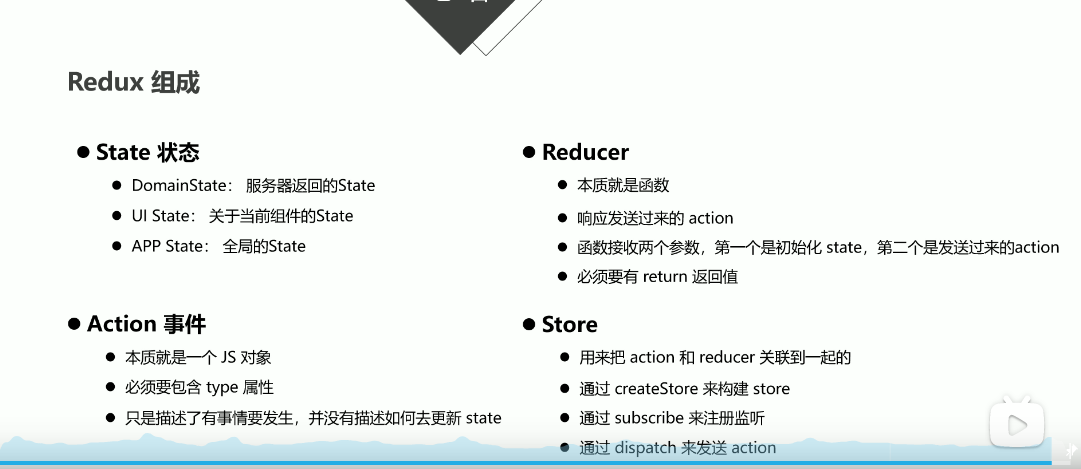 Redux 组成
State 状态
DomainState： 服务器返回的State
UI State： 关于当前组件的State
APP State： 全局的State
Action 事件
本质就是一个 JS 对象
必须要包含 type 属性
只是描述了有事情要发生，并没有描述如何去更新 state
Reducer
本质就是函数
响应发送过来的 action
函数接收两个参数，第一个是初始化 state，第二个是发送过来的action
必须要有 return 返回值
Store
用来把 action 和 reducer 关联到一起的
通过 createStore 来构建 store
通过 subscribe 来注册监听
通过 dispatch 来发送 action